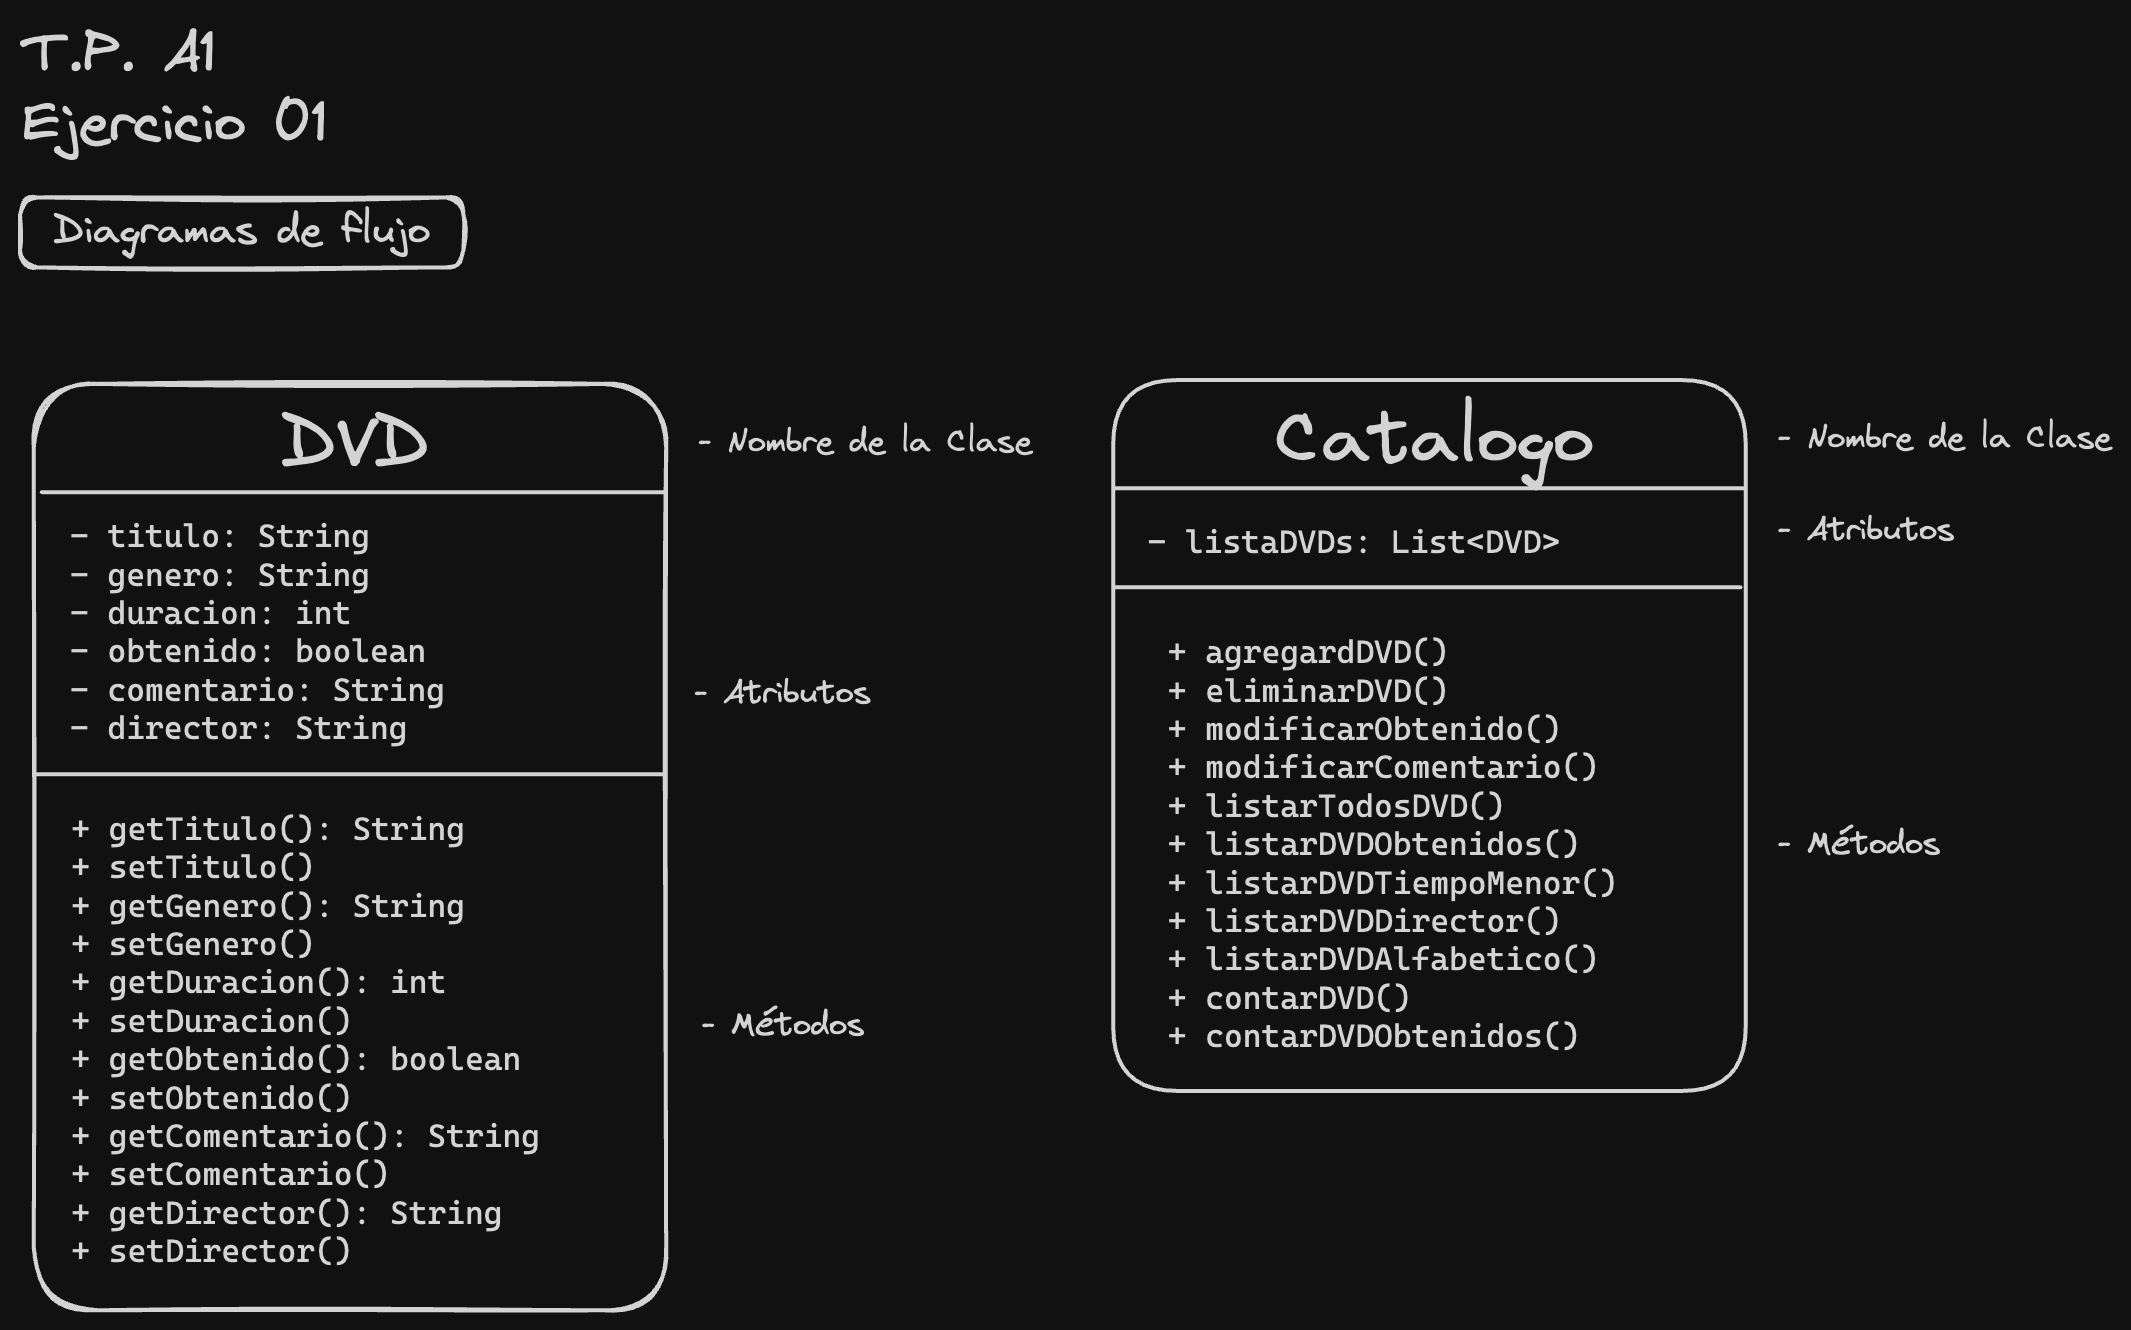 T.P. A1
Ejercicio 01
Diagramas de flujo
DVD
- Nombre de la Clase
- titulo: String
- genero: String
- duracion: int
- obtenido: boolean
- comentario: String
- director: String
- Atributos
+ getTitulo(): String
+ setTitulo()
+ getGenero(): String
+ setGenero()
+ getDuracion(): int
+ setDuracion()
+ getObtenido(): boolean
+ setObtenido()
+ getComentario(): String
+ setComentario()
+ getDirector(): String
+ setDirector()
- Métodos
Catalogo
- Nombre de la Clase
- listaDVDs: List<DVD>
- Atributos
+ agregardDVD()
+ eliminarDVD()
+ modificarObtenido()
+ modificarComentario()
+ listarTodosDVD()
+ listarDVDObtenidos()
+ listarDVDTiempoMenor()
+ listarDVDDirector()
+ listarDVDAlfabetico()
+ contarDVD()
+ contarDVDObtenidos()
- Métodos